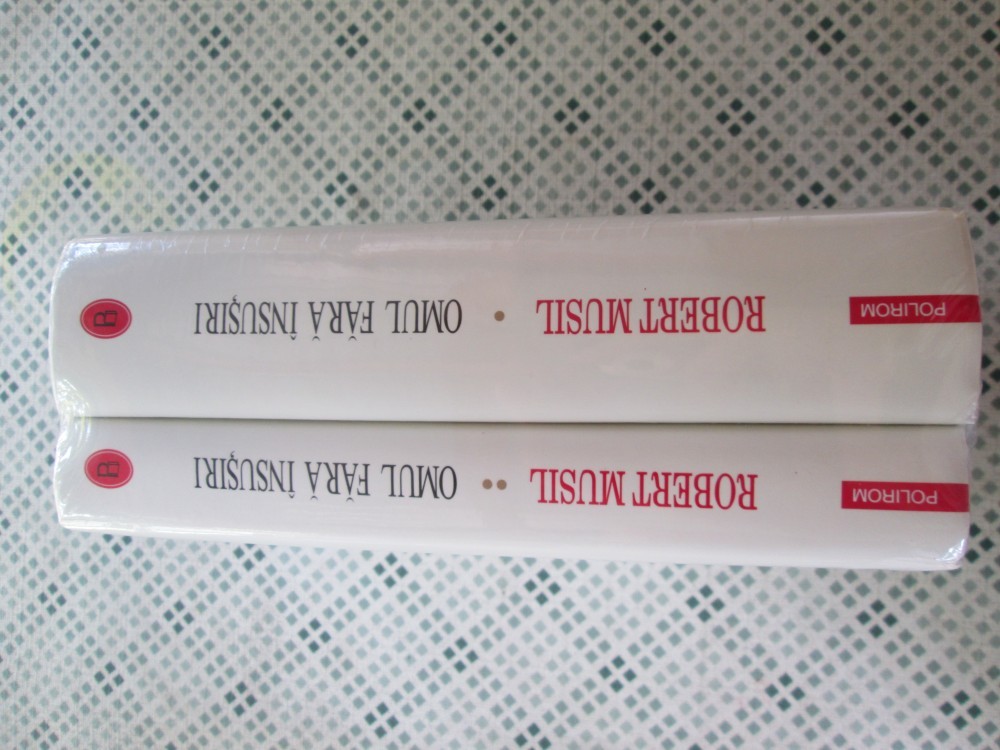 POLIROM
ROBERT MUSIL • OMUL FĂRĂ ÎNSUȘIRI
B
POLIROM
ROBERT MUSIL •• OMUL FĂRĂ ÎNSUȘIRI
B